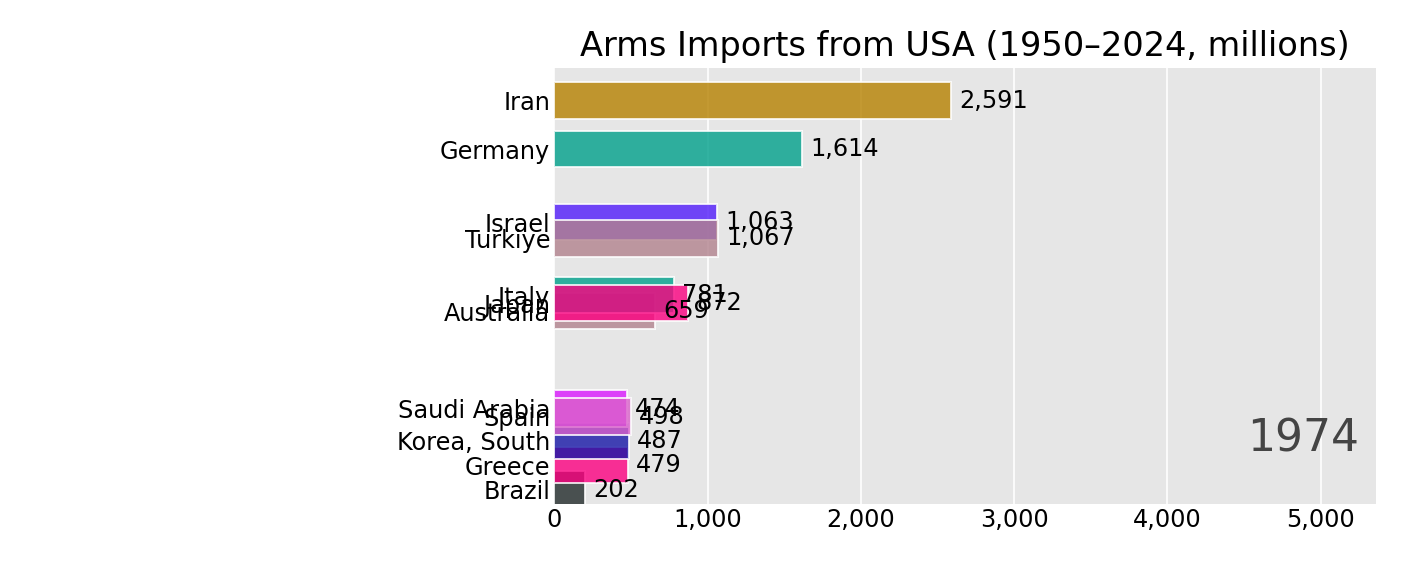 Arms Imports from USA (1950–2024, millions)
Iran 2,591
Germany 1,614
Israel 1,063
Turkiye 1,067
Italy 781
Japan 872
Australia 659
Saudi Arabia 474
Spain 498
Korea, South 487
Greece 479
Brazil 202
1974
0 1,000 2,000 3,000 4,000 5,000